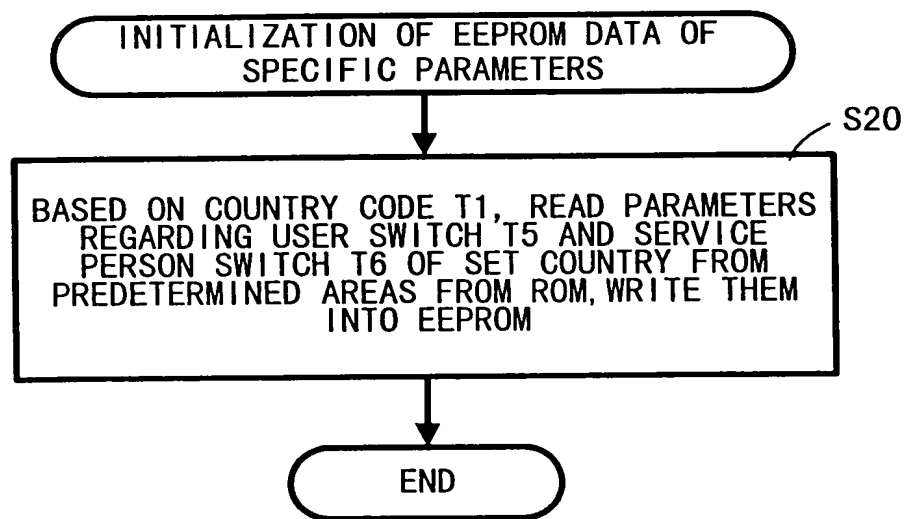 INITIALIZATION OF EEPROM DATA OF
SPECIFIC PARAMETERS
S20
BASED ON COUNTRY CODE T1, READ PARAMETERS
REGARDING USER SWITCH T5 AND SERVICE
PERSON SWITCH T6 OF SET COUNTRY FROM
PREDETERMINED AREAS FROM ROM, WRITE THEM
INTO EEPROM
END